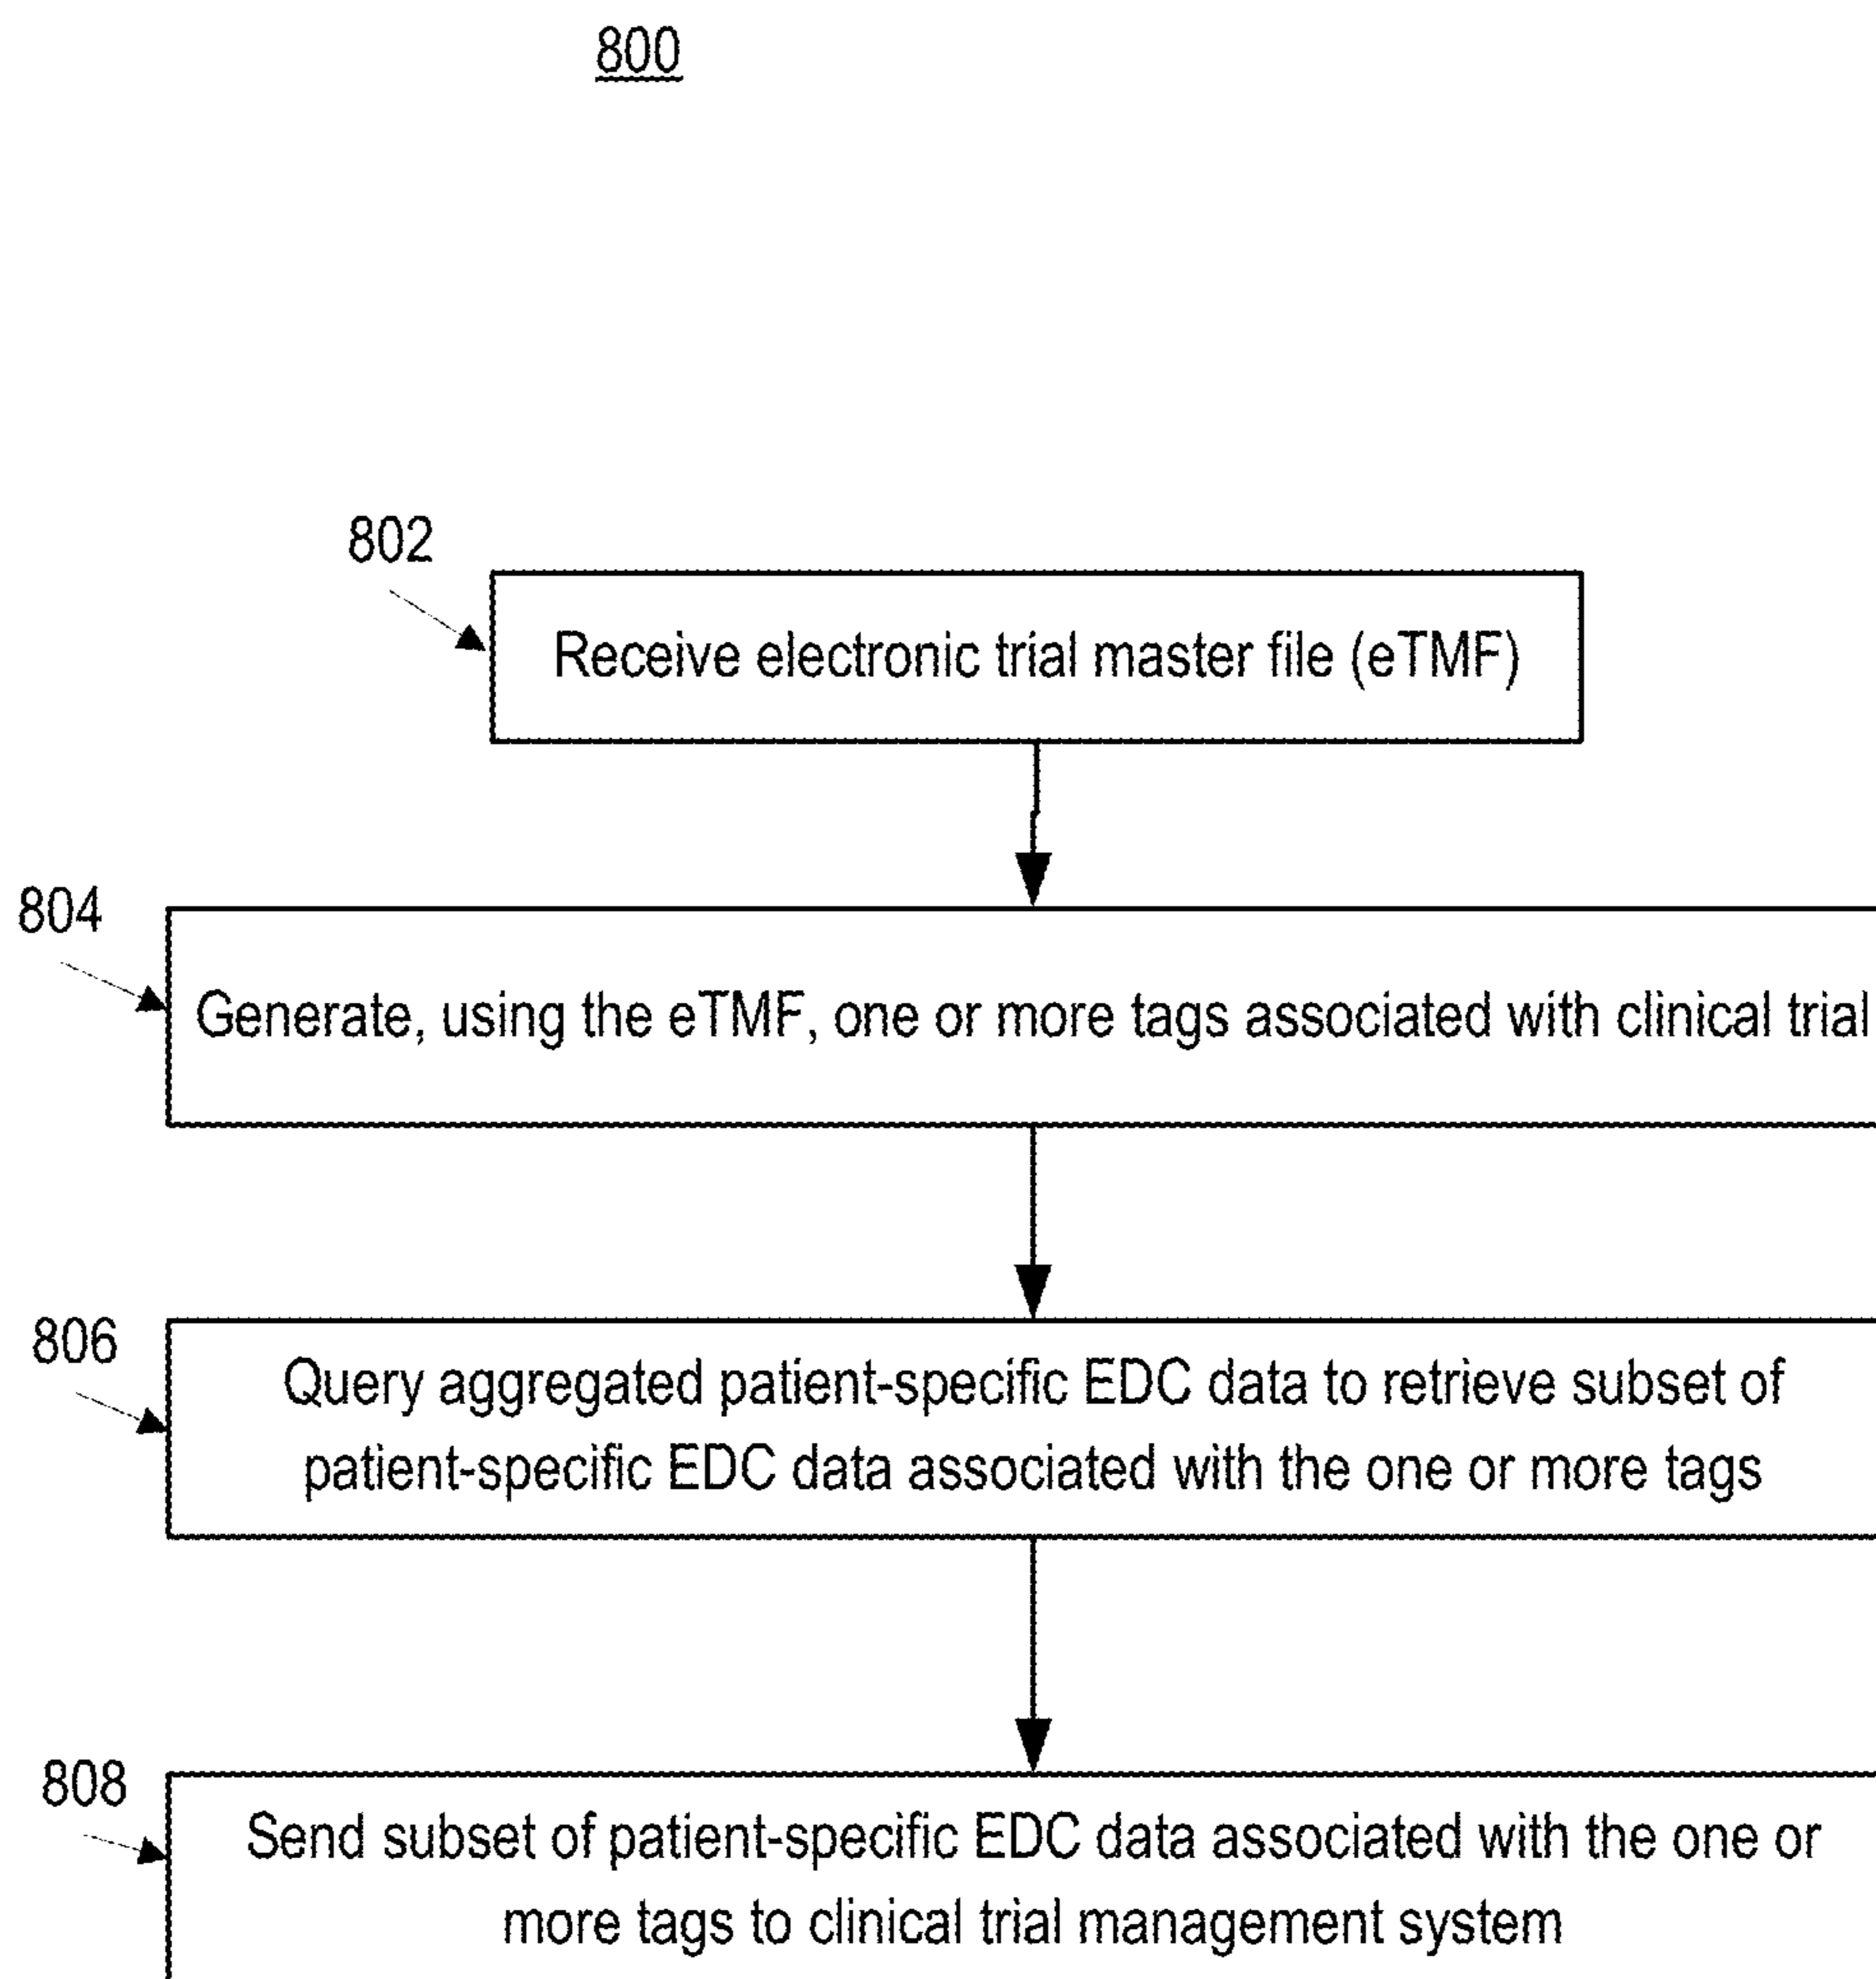 800
802
Receive electronic trial master file (eTMF)
804
Generate, using the eTMF, one or more tags associated with clinical trial
806
Query aggregated patient-specific EDC data to retrieve subset of
patient-specific EDC data associated with the one or more tags
808
Send subset of patient-specific EDC data associated with the one or
more tags to clinical trial management system